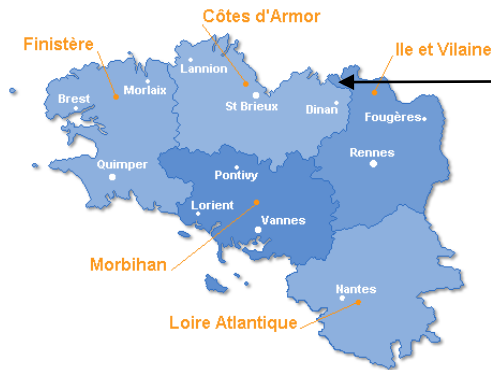 Côtes d'Armor
Finistère
Ile et Vilaine
Lannion
Morlaix
Brest
St Brieux
Dinan
Fougères
Rennes
Quimper
Pontivy
Lorient
Vannes
Morbihan
Nantes
Loire Atlantique